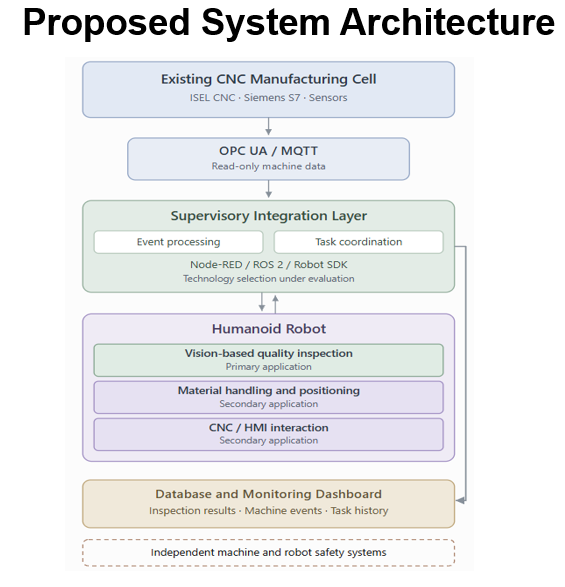 Proposed System Architecture
Existing CNC Manufacturing Cell
ISEL CNC · Siemens S7 · Sensors
OPC UA / MQTT
Read-only machine data
Supervisory Integration Layer
Event processing
Task coordination
Node-RED / ROS 2 / Robot SDK
Technology selection under evaluation
Humanoid Robot
Vision-based quality inspection
Primary application
Material handling and positioning
Secondary application
CNC / HMI interaction
Secondary application
Database and Monitoring Dashboard
Inspection results · Machine events · Task history
Independent machine and robot safety systems